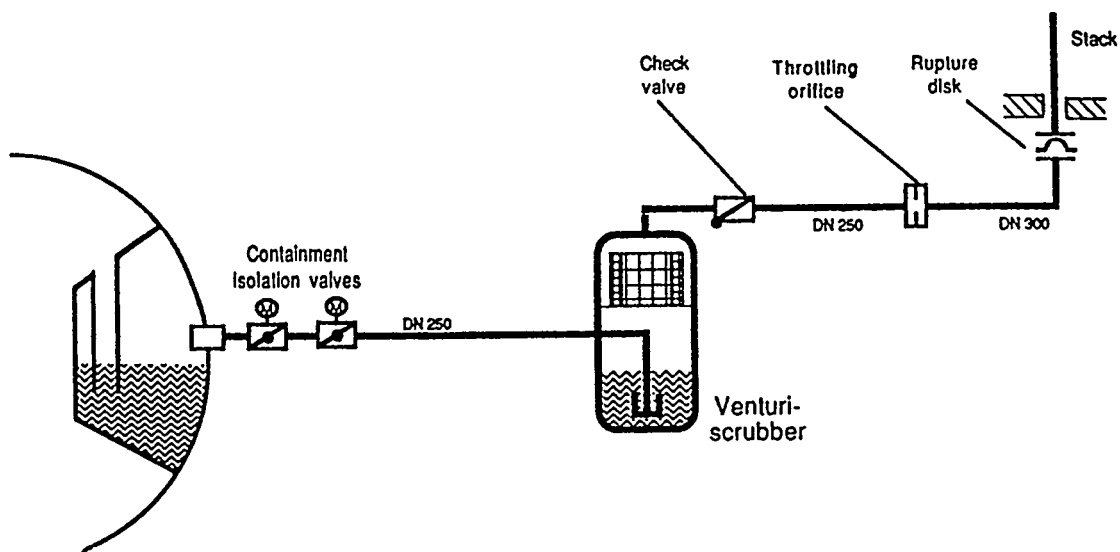 Stack
Check
valve
Throttling
orifice
Rupture
disk
DN 250
DN 300
Containment
Isolation valves
M
M
DN 250
Venturi-
scrubber